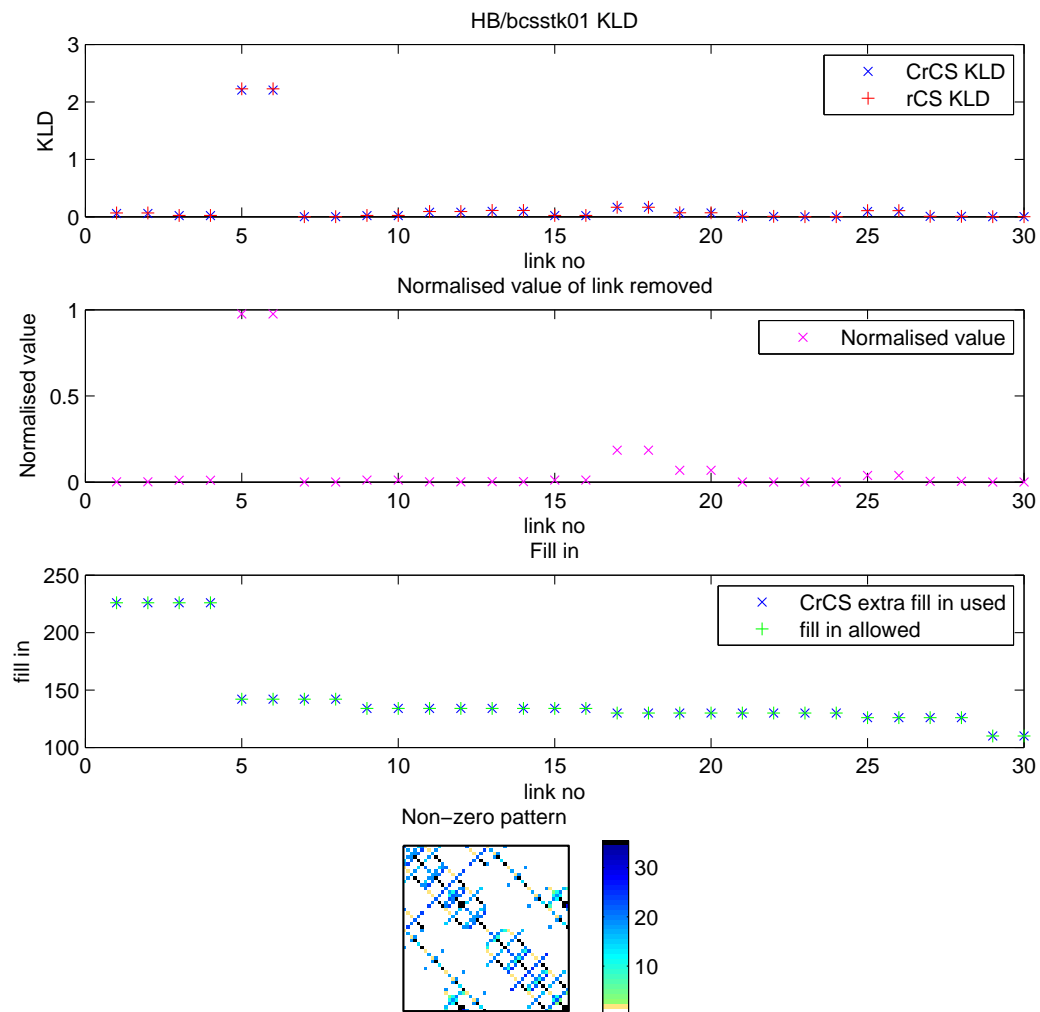 HB/bcsstk01 KLD
3
2
1
0
KLD
CrCS KLD
rCS KLD
0 5 10 15 20 25 30
link no
Normalised value of link removed
1
0.5
0
Normalised value
Normalised value
0 5 10 15 20 25 30
link no
Fill in
250
200
150
100
fill in
CrCS extra fill in used
fill in allowed
0 5 10 15 20 25 30
link no
Non−zero pattern
30
20
10